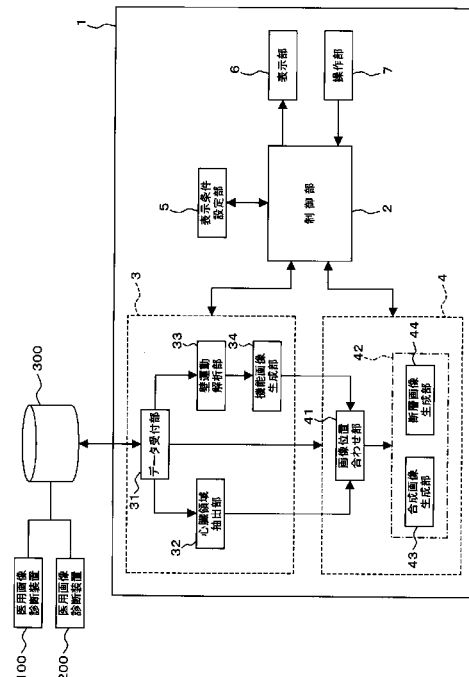 1
300
医用画像
診断装置
100
医用画像
診断装置
200
3
31
データ受付部
32
心臓領域
抽出部
33
壁運動
解析部
34
機能画像
生成部
5
表示条件
設定部
6
表示部
7
操作部
制御部
2
4
41
画像位置
合わせ部
42
43
合成画像
生成部
44
断層画像
生成部